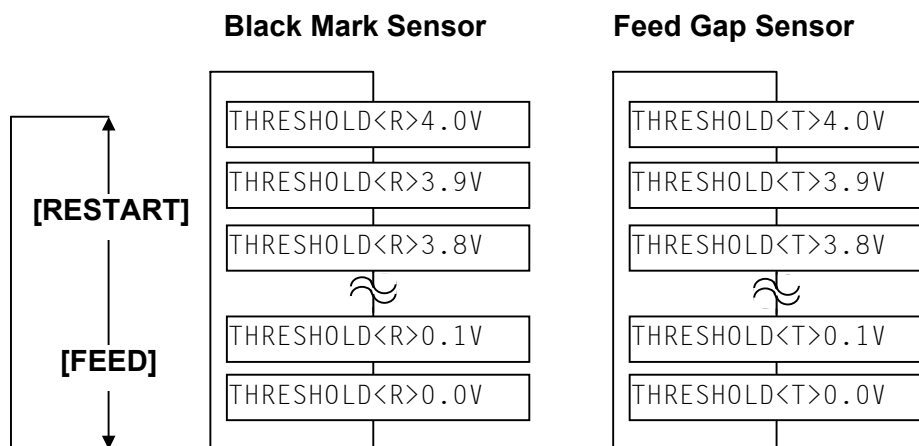 Black Mark Sensor
Feed Gap Sensor
[RESTART]
[FEED]
THRESHOLD<R>4.0V
THRESHOLD<R>3.9V
THRESHOLD<R>3.8V
THRESHOLD<R>0.1V
THRESHOLD<R>0.0V
THRESHOLD<T>4.0V
THRESHOLD<T>3.9V
THRESHOLD<T>3.8V
THRESHOLD<T>0.1V
THRESHOLD<T>0.0V